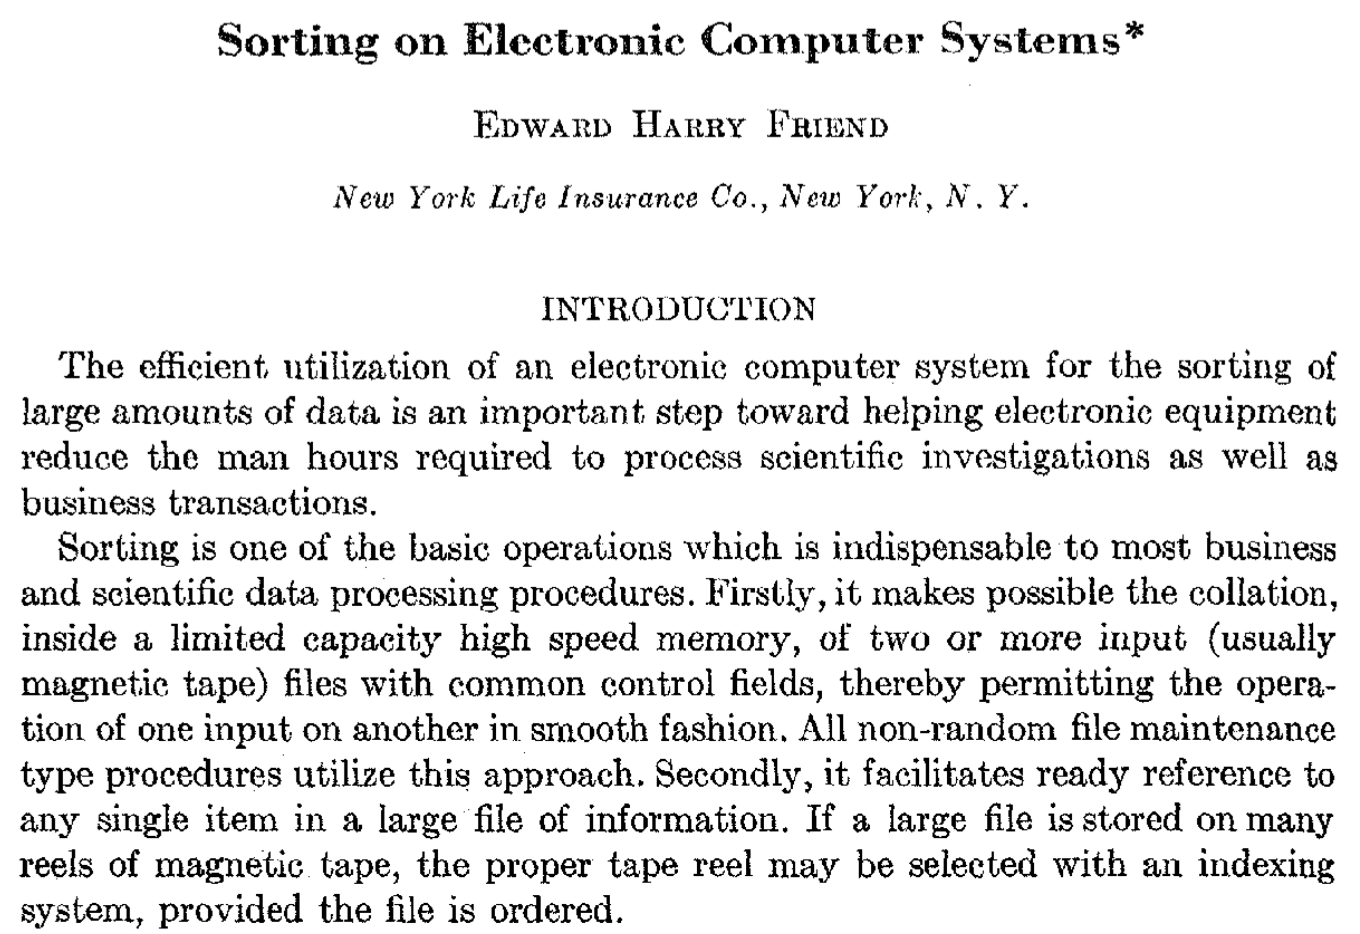 Sorting on Electronic Computer Systems*
EDWARD HARRY FRIEND
New York Life Insurance Co., New York, N. Y.
INTRODUCTION
The efficient utilization of an electronic computer system for the sorting of
large amounts of data is an important step toward helping electronic equipment
reduce the man hours required to process scientific investigations as well as
business transactions.
Sorting is one of the basic operations which is indispensable to most business
and scientific data processing procedures. Firstly, it makes possible the collation,
inside a limited capacity high speed memory, of two or more input (usually
magnetic tape) files with common control fields, thereby permitting the opera-
tion of one input on another in smooth fashion. All non-random file maintenance
type procedures utilize this approach. Secondly, it facilitates ready reference to
any single item in a large file of information. If a large file is stored on many
reels of magnetic tape, the proper tape reel may be selected with an indexing
system, provided the file is ordered.